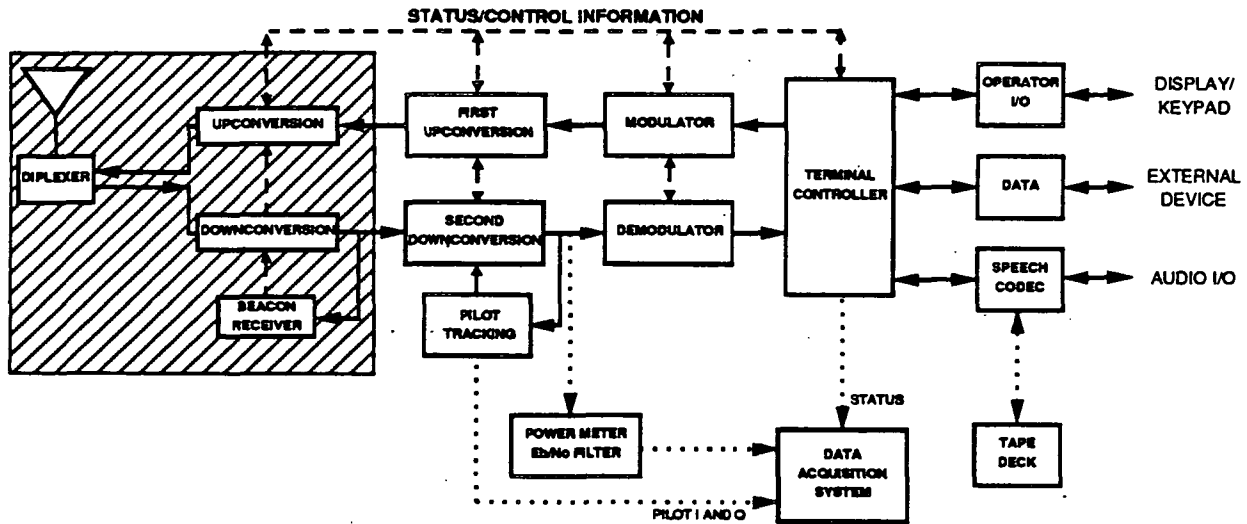 STATUS/CONTROL INFORMATION
UPCONVERSION
FIRST
UPCONVERSION
MODULATOR
OPERATOR
I/O
DISPLAY/
KEYPAD
DIPLEXER
TERMINAL
CONTROLLER
DATA
EXTERNAL
DEVICE
DOWNCONVERSION
SECOND
DOWNCONVERSION
DEMODULATOR
SPEECH
CODEC
AUDIO I/O
BEACON
RECEIVER
PILOT
TRACKING
STATUS
POWER METER
Eb/No FILTER
DATA
ACQUISITION
SYSTEM
TAPE
DECK
PILOT I AND Q